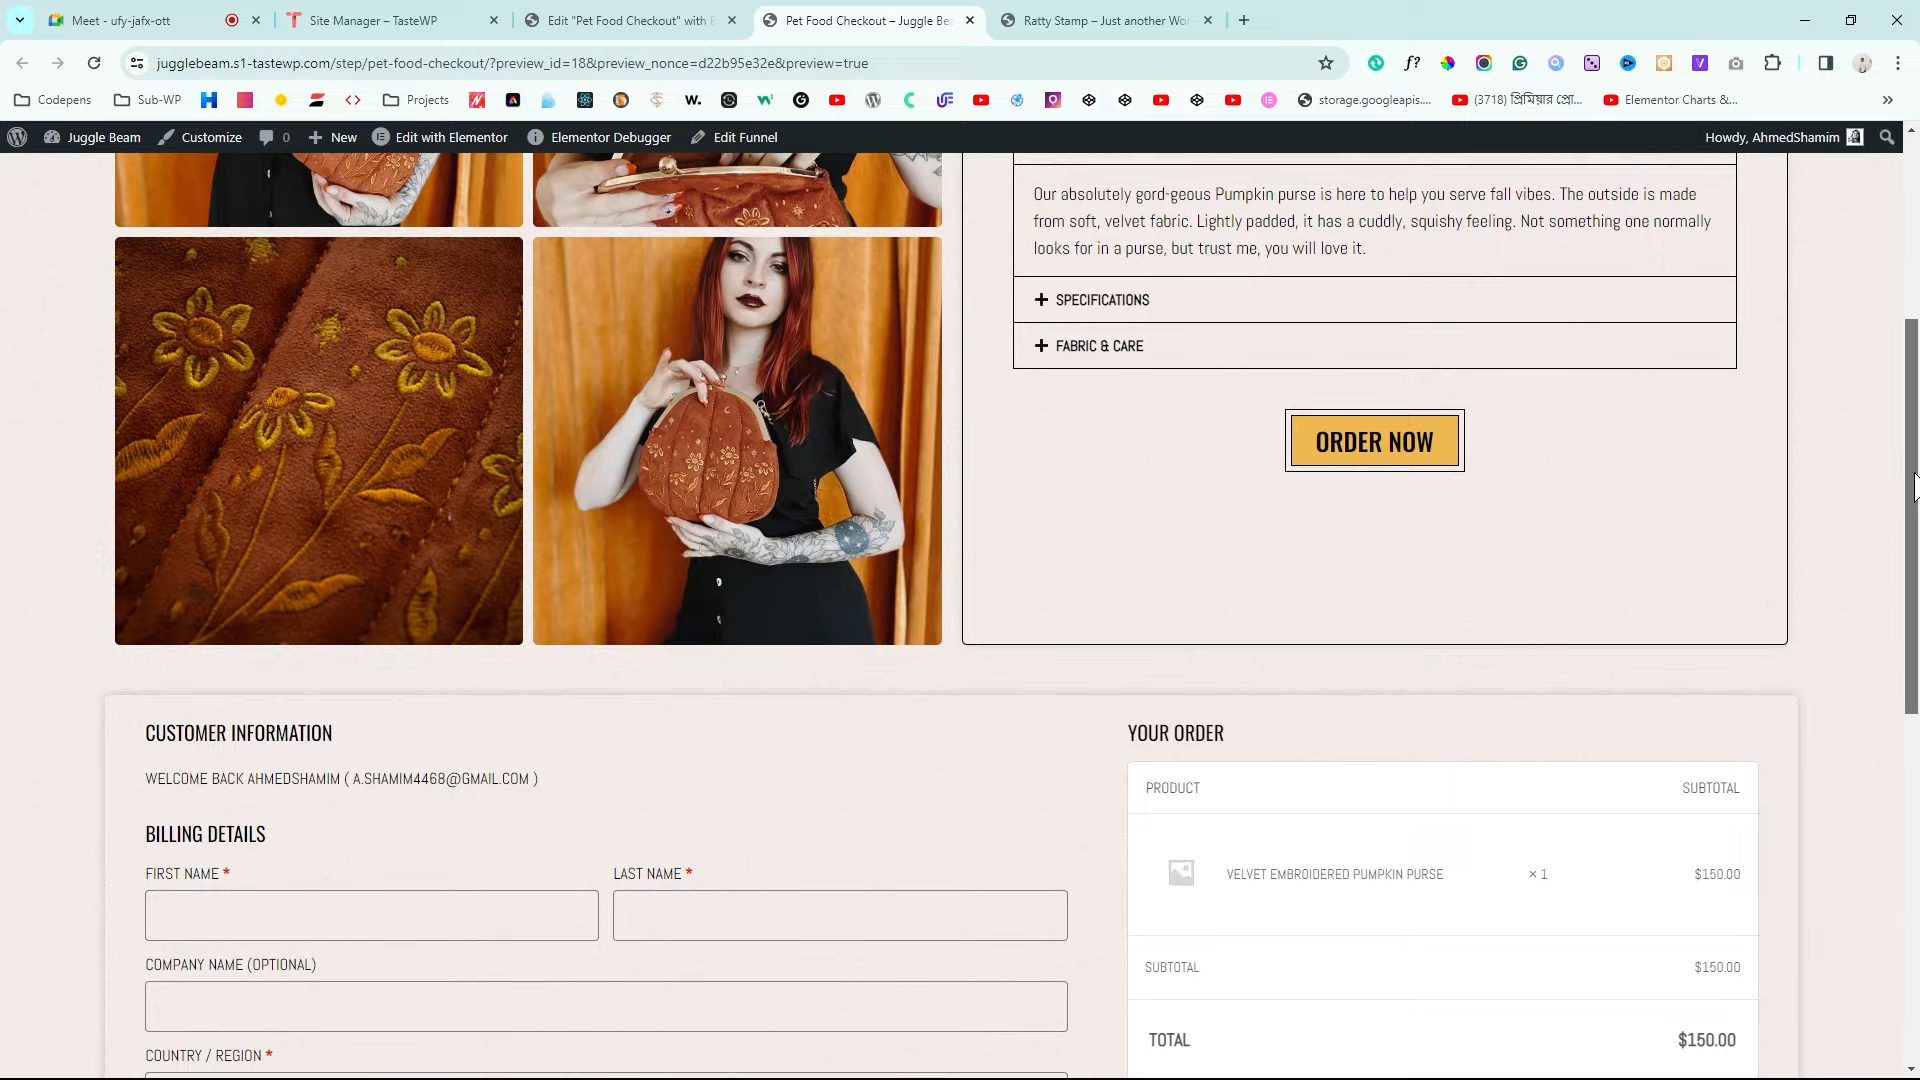 Meet - ufy-jafx-ott
Site Manager – TasteWP
Edit "Pet Food Checkout" with
Pet Food Checkout – Juggle Be
Ratty Stamp – Just another Wo
jugglebeam.s1-tastewp.com/step/pet-food-checkout/?preview_id=18&preview_nonce=d22b95e32e&preview=true
Codepens
Sub-WP
Projects
storage.googleapis....
(3718) প্রিমিয়ার প্রো...
Elementor Charts &...
Juggle Beam
Customize
0
New
Edit with Elementor
Elementor Debugger
Edit Funnel
Howdy, AhmedShamim
Our absolutely gord-geous Pumpkin purse is here to help you serve fall vibes. The outside is made
from soft, velvet fabric. Lightly padded, it has a cuddly, squishy feeling. Not something one normally
looks for in a purse, but trust me, you will love it.
SPECIFICATIONS
FABRIC & CARE
ORDER NOW
CUSTOMER INFORMATION
YOUR ORDER
WELCOME BACK AHMEDSHAMIM ( A.SHAMIM4468@GMAIL.COM )
PRODUCT
SUBTOTAL
BILLING DETAILS
FIRST NAME *
LAST NAME *
VELVET EMBROIDERED PUMPKIN PURSE
× 1
$150.00
COMPANY NAME (OPTIONAL)
SUBTOTAL
$150.00
TOTAL
$150.00
COUNTRY / REGION *